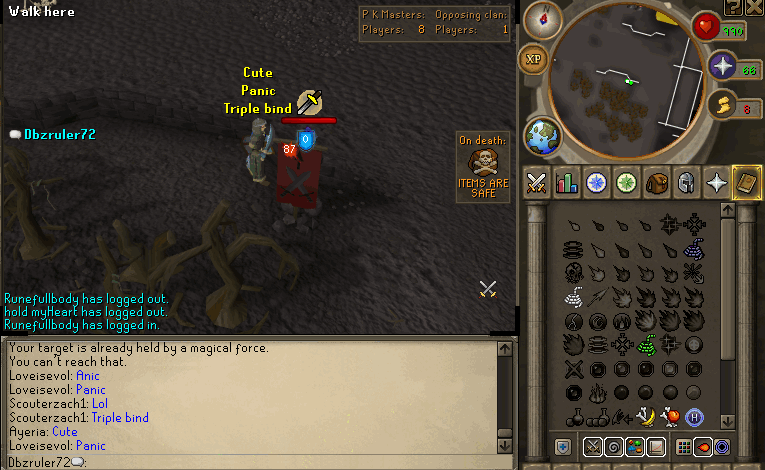 Walk here
P K Masters: Opposing clan:
Players: 8 Players: 1
990
XP
66
8
Cute
Panic
Triple bind
Dbzruler72
0
87
On death:
ITEMS ARE
SAFE
Runefullbody has logged out.
hold myHeart has logged out.
Runefullbody has logged in.
Your target is already held by a magical force.
You can't reach that.
Loveisevol: Anic
Loveisevol: Panic
Scouterzach1: Lol
Scouterzach1: Triple bind
Ayeria: Cute
Loveisevol: Panic
Dbzruler72:
H